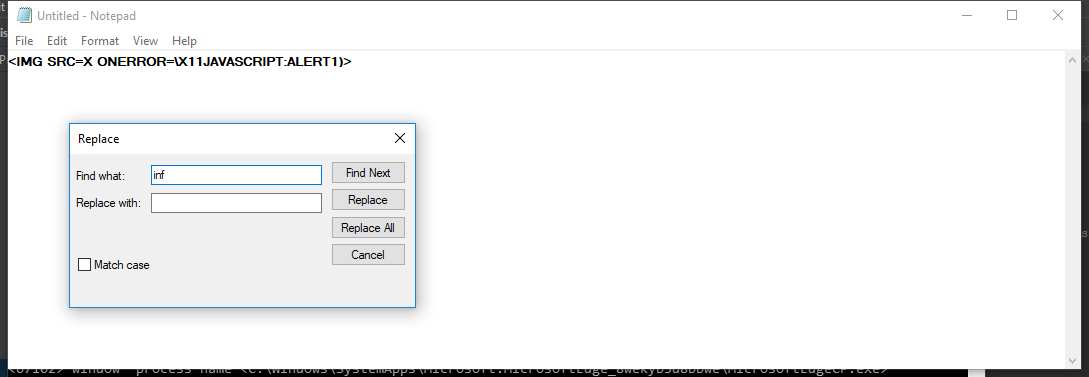 Untitled - Notepad
File Edit Format View Help
<IMG SRC=X ONERROR=\X11JAVASCRIPT:ALERT1)>
Replace
Find what: inf Find Next
Replace with: Replace
Replace All
Cancel
Match case
window process name <C:\Windows\SystemApps\Microsoft.MicrosoftEdge_8wekyb3d8bbwe\MicrosoftEdgeCP.exe>